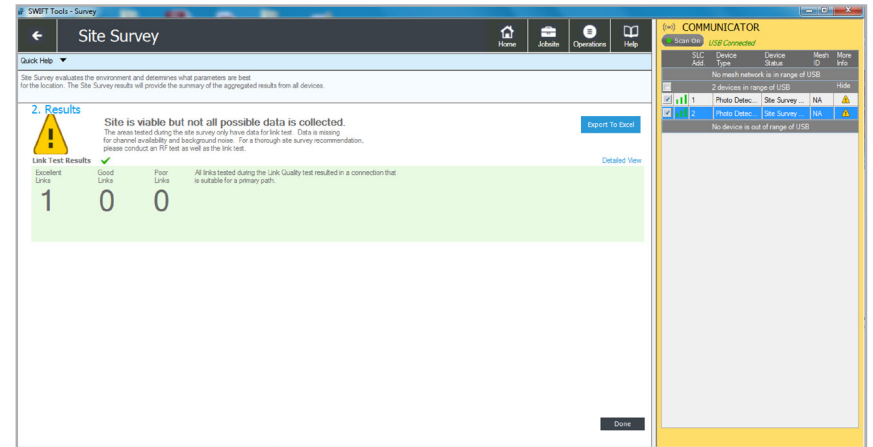 SWIFT Tools - Survey
Site Survey
Home
Jobsite
Operations
Help
Quick Help
Site Survey evaluates the environment and determines what parameters are best
for the location. The Site Survey results will provide the summary of the aggregated results from all devices.
2. Results
Site is viable but not all possible data is collected.
The areas tested during the site survey only have data for link test. Data is missing
for channel availability and background noise. For a thorough site survey recommendation,
please conduct an RF test as well as the link test.
Export To Excel
Link Test Results
Detailed View
Excellent Links
Good Links
Poor Links
All links tested during the Link Quality test resulted in a connection that
is suitable for a primary path.
1
0
0
Done
COMMUNICATOR
Scan On
USB Connected
SLC Add.
Device Type
Device Status
Mesh ID
More Info
No mesh network is in range of USB
2 devices in range of USB
Hide
1 Photo Detec... Site Survey ... NA
2 Photo Detec... Site Survey ... NA
No device is out of range of USB